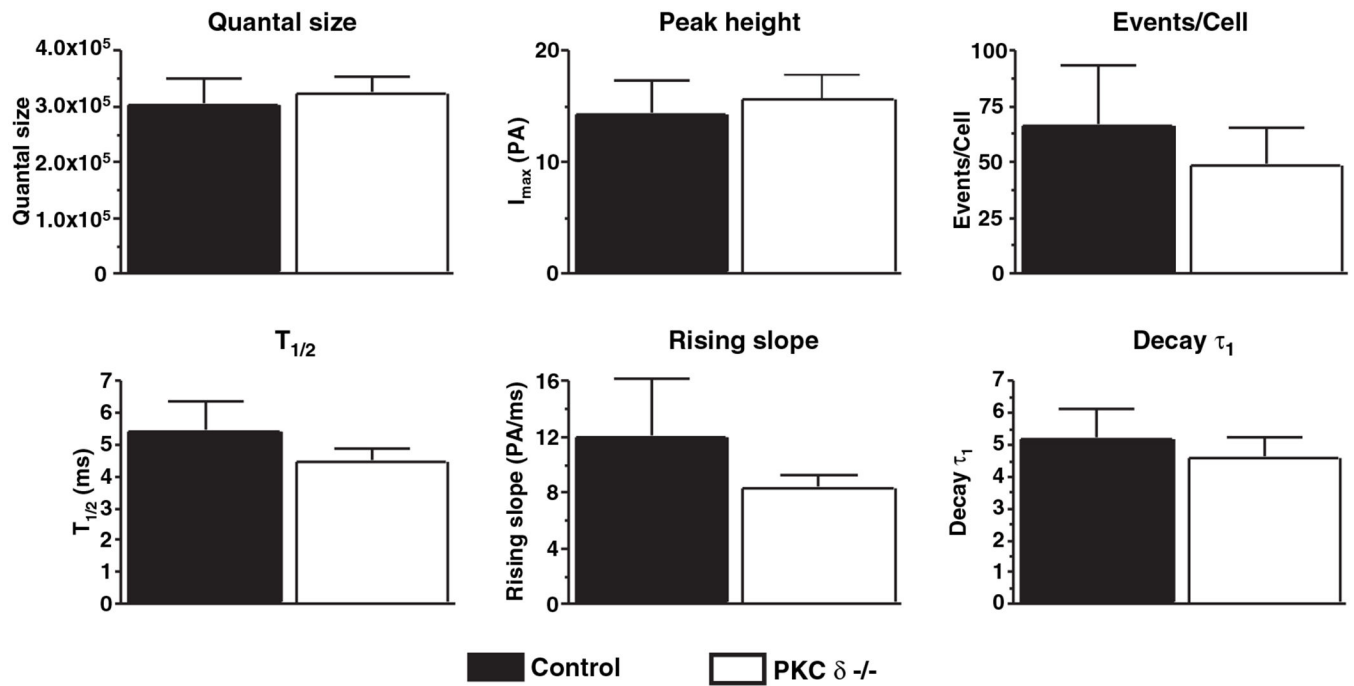 Quantal size
Quantal size
4.0x10⁵
3.0x10⁵
2.0x10⁵
1.0x10⁵
0
Peak height
Iₘₐₓ (PA)
20
10
0
Events/Cell
Events/Cell
100
75
50
25
0
T₁/₂
T₁/₂ (ms)
7
6
5
4
3
2
1
0
Rising slope
Rising slope (PA/ms)
16
12
8
4
0
Decay τ₁
Decay τ₁
7
6
5
4
3
2
1
0
Control
PKC δ -/-